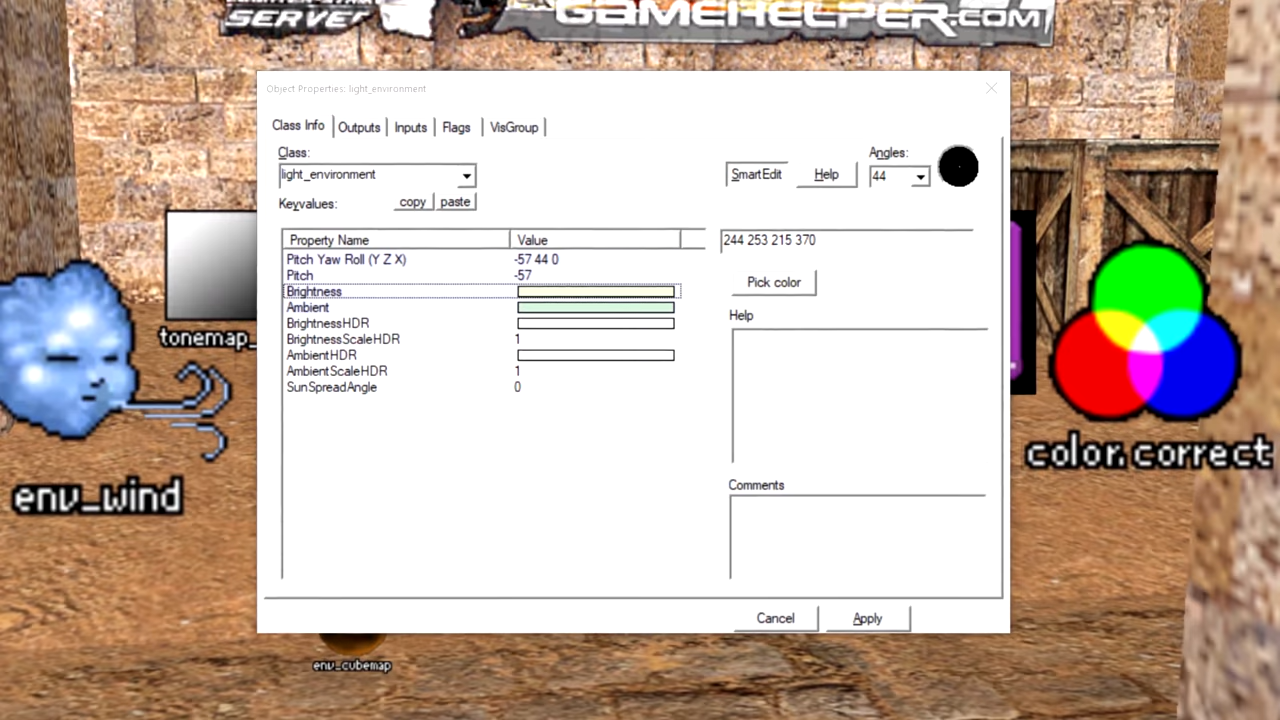 SERVER
GAMEHELPER.COM
Object Properties: light_environment
Class Info
Outputs
Inputs
Flags
VisGroup
Class:
light_environment
SmartEdit
Help
Angles:
44
Keyvalues:
copy
paste
Property Name Value
Pitch Yaw Roll (Y Z X) -57 44 0
Pitch -57
Brightness
Ambient
BrightnessHDR
BrightnessScaleHDR 1
AmbientHDR
AmbientScaleHDR 1
SunSpreadAngle 0
244 253 215 370
Pick color
Help
Comments
Cancel
Apply
tonemap_
env_wind
color.correct
env_cubemap